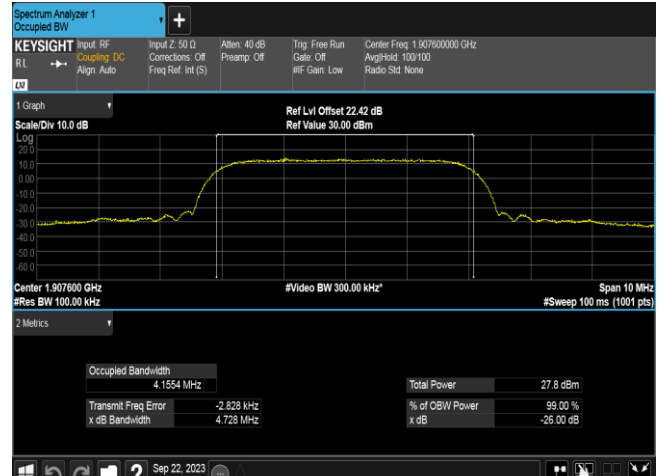 Spectrum Analyzer 1
Occupied BW
+
KEYSIGHT Input: RF Input Z: 50 Ω Atten: 40 dB Trig: Free Run Center Freq: 1.907600000 GHz
RL Coupling: DC Corrections: Off Preamp: Off Gate: Off Avg|Hold: 100/100
Align: Auto Freq Ref: Int (S) #IF Gain: Low Radio Std: None
LXI
1 Graph
Ref Lvl Offset 22.42 dB
Scale/Div 10.0 dB Ref Value 30.00 dBm
Log
20.0
10.0
0.00
-10.0
-20.0
-30.0
-40.0
-50.0
-60.0
Center 1.907600 GHz #Video BW 300.00 kHz* Span 10 MHz
#Res BW 100.00 kHz #Sweep 100 ms (1001 pts)
2 Metrics
Occupied Bandwidth
4.1554 MHz Total Power 27.8 dBm
Transmit Freq Error -2.828 kHz % of OBW Power 99.00 %
x dB Bandwidth 4.728 MHz x dB -26.00 dB
? Sep 22, 2023